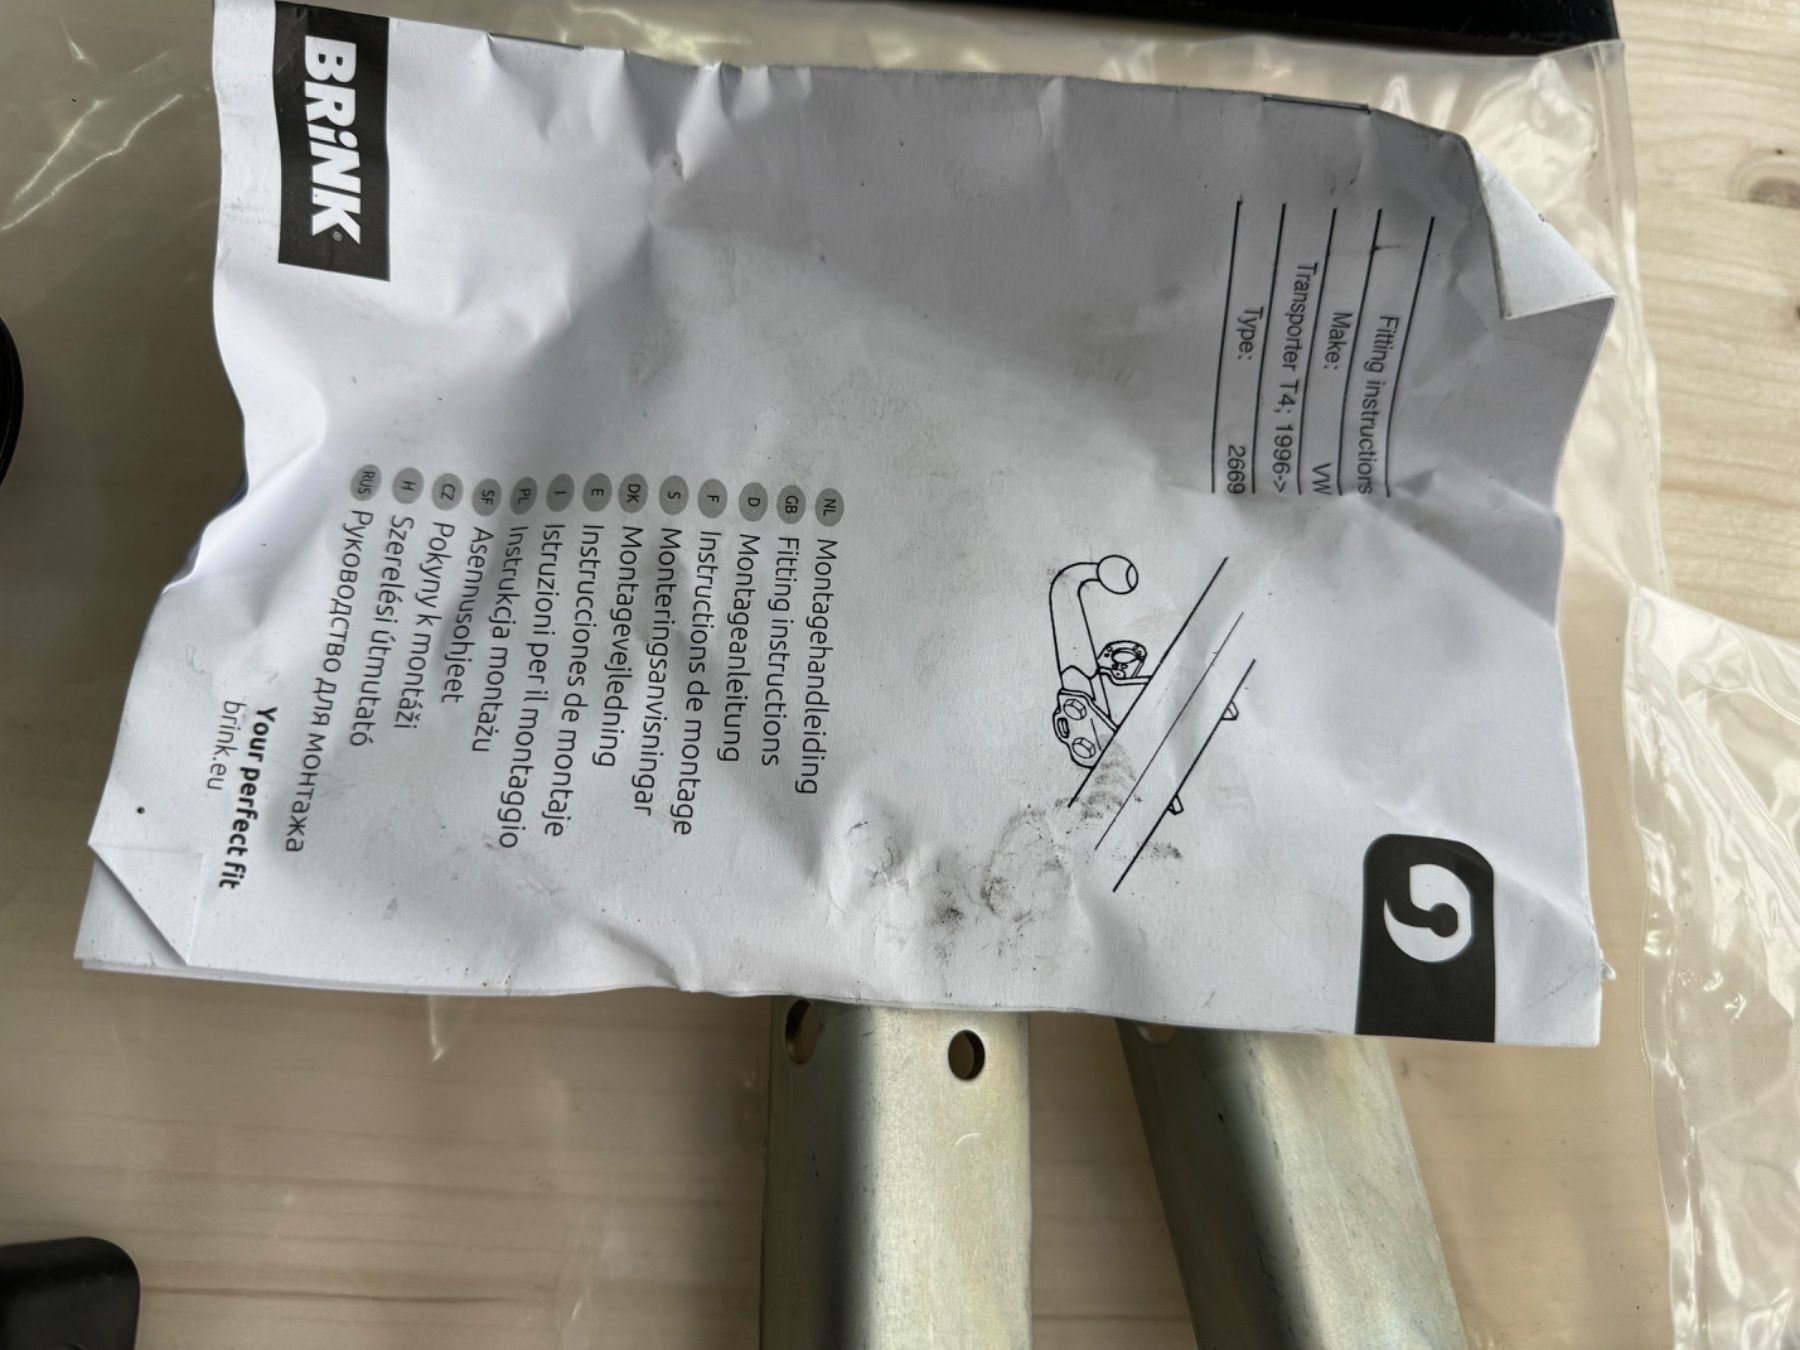 BRiNK®
Fitting instructions
Make: VW
Transporter T4; 1996->
Type: 2669
NL Montagehandleiding
GB Fitting instructions
D Montageanleitung
F Instructions de montage
S Monteringsanvisningar
DK Montagevejledning
E Instrucciones de montaje
I Istruzioni per il montaggio
PL Instrukcja montażu
SF Asennusohjeet
CZ Pokyny k montáži
H Szerelési útmutató
RUS Руководство для монтажа
Your perfect fit
brink.eu